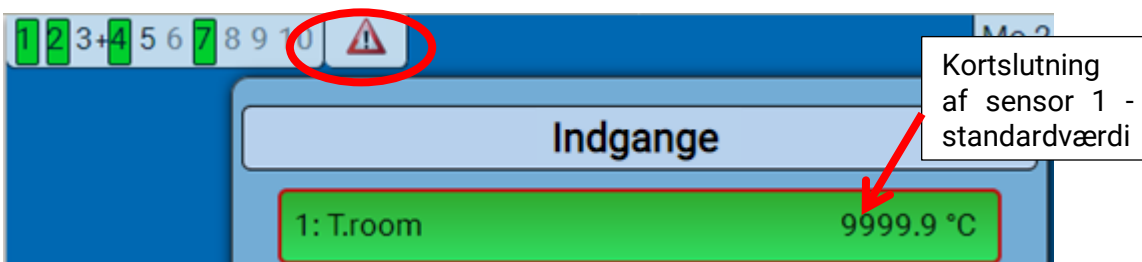 1 2 3+4 5 6 7 8 9 10
Kortslutning
af sensor 1 -
standardværdi
Indgange
1: T.room 9999.9 °C